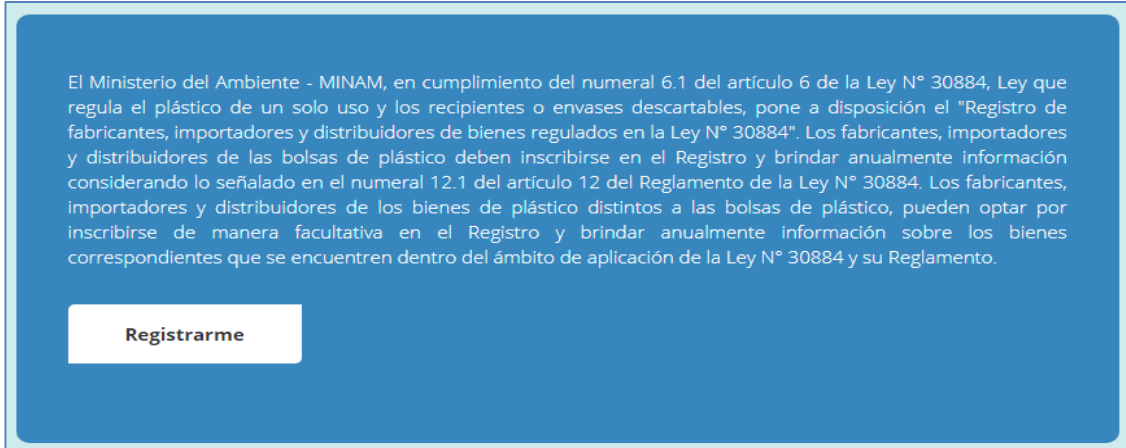 El Ministerio del Ambiente - MINAM, en cumplimiento del numeral 6.1 del artículo 6 de la Ley N° 30884, Ley que
regula el plástico de un solo uso y los recipientes o envases descartables, pone a disposición el "Registro de
fabricantes, importadores y distribuidores de bienes regulados en la Ley N° 30884". Los fabricantes, importadores
y distribuidores de las bolsas de plástico deben inscribirse en el Registro y brindar anualmente información
considerando lo señalado en el numeral 12.1 del artículo 12 del Reglamento de la Ley N° 30884. Los fabricantes,
importadores y distribuidores de los bienes de plástico distintos a las bolsas de plástico, pueden optar por
inscribirse de manera facultativa en el Registro y brindar anualmente información sobre los bienes
correspondientes que se encuentren dentro del ámbito de aplicación de la Ley N° 30884 y su Reglamento.
Registrarme